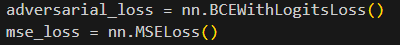 adversarial_loss = nn.BCEWithLogitsLoss()
mse_loss = nn.MSELoss()